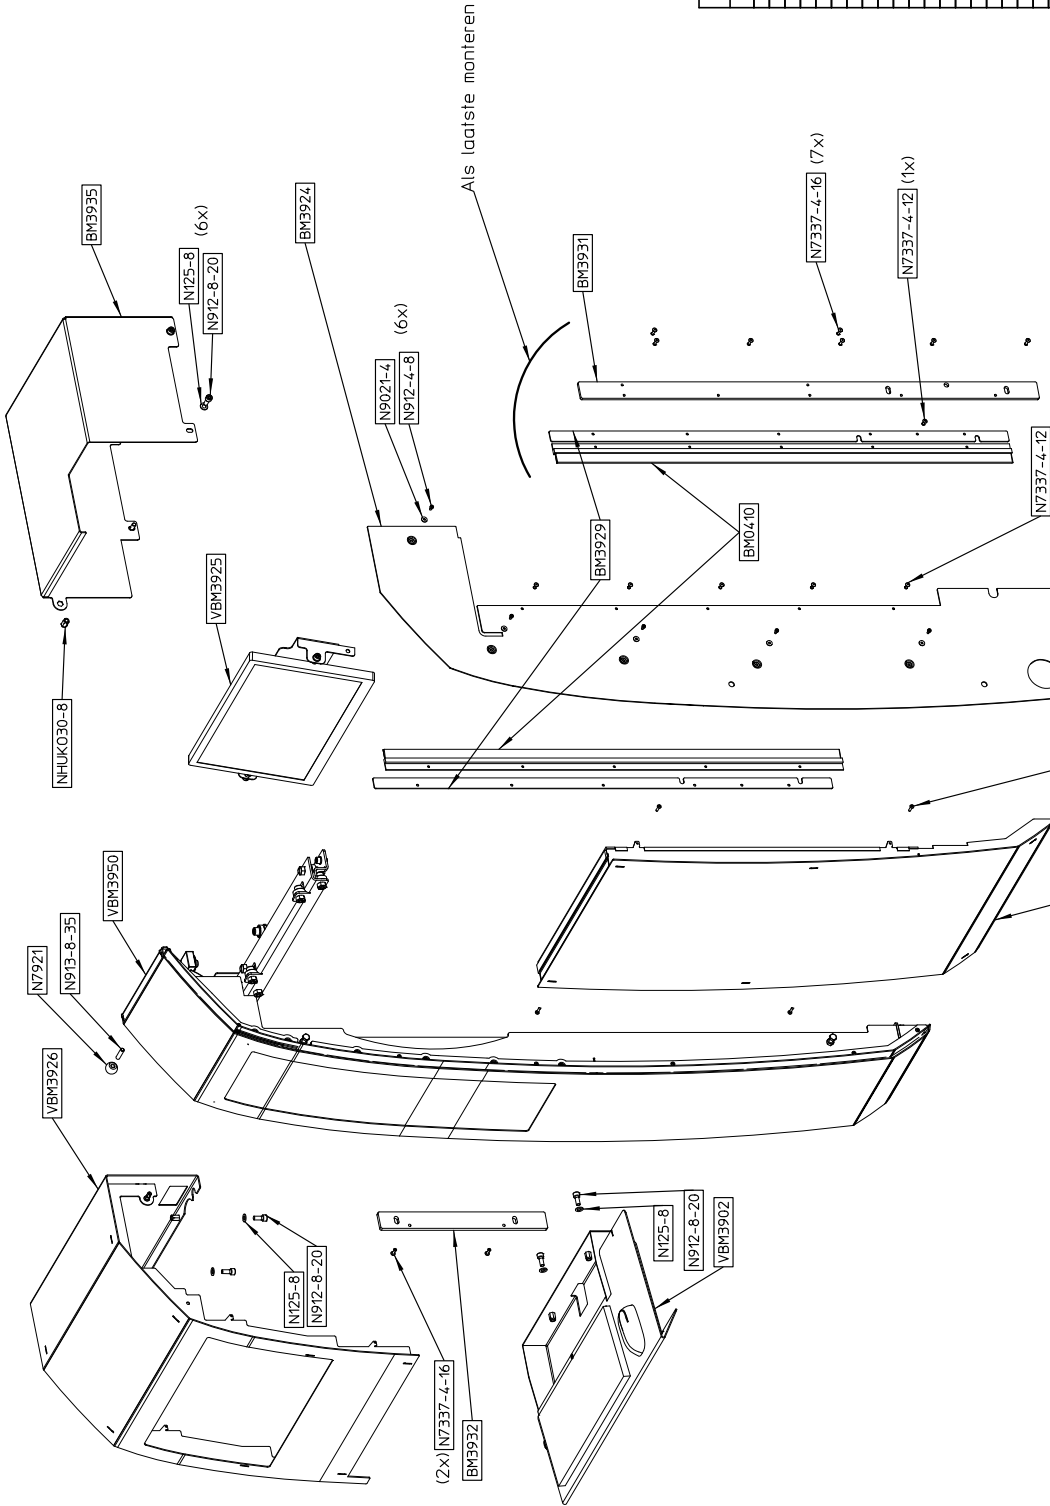 BM3935
N125-8
N912-8-20
(6x)
NHUK030-8
VBM3925
BM3924
N9021-4
N912-4-8
(6x)
Als laatste monteren
BM3931
N7337-4-16 (7x)
N7337-4-12 (1x)
BM3929
BM0410
N7337-4-12
VBM3950
N7921
N913-8-35
VBM3926
N125-8
N912-8-20
(2x) N7337-4-16
BM3932
N125-8
N912-8-20
VBM3902